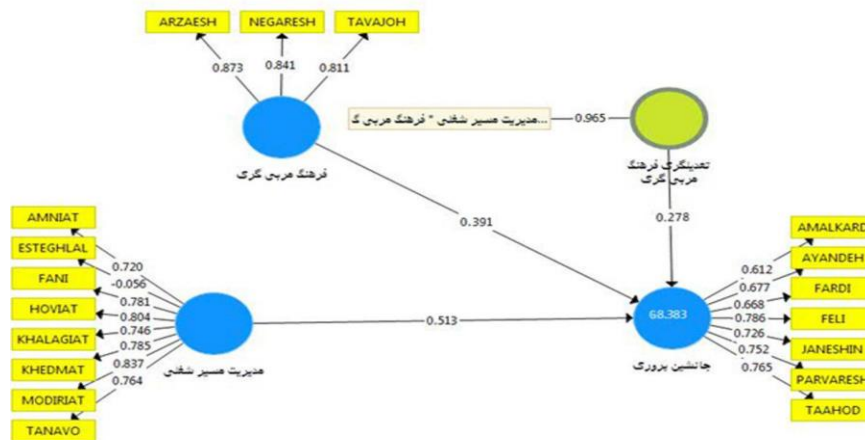 ARZAESH NEGARESH TAVAJOH
0.873 0.841 0.811
...مدیریت مسیر شغلی * فرهنگ مربی گ
0.965
فرهنگ مربی گری
تعدیلگری فرهنگ
مربی گری
0.391
0.278
AMNIAT
ESTEGHLAL
FANI
HOVIAT
KHALAGIAT
KHEDMAT
MODIRIAT
TANAVO
0.720
-0.056
0.781
0.804
0.746
0.785
0.837
0.764
مدیریت مسیر شغلی
0.513
68.383
جانشین پروری
0.612
0.677
0.668
0.786
0.726
0.752
0.765
AMALKARD
AYANDEH
FARDI
FELI
JANESHIN
PARVARESH
TAAHOD